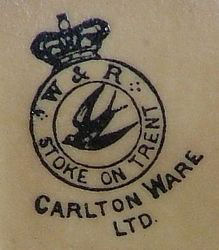 W & R
STOKE ON TRENT
CARLTON WARE
LTD.